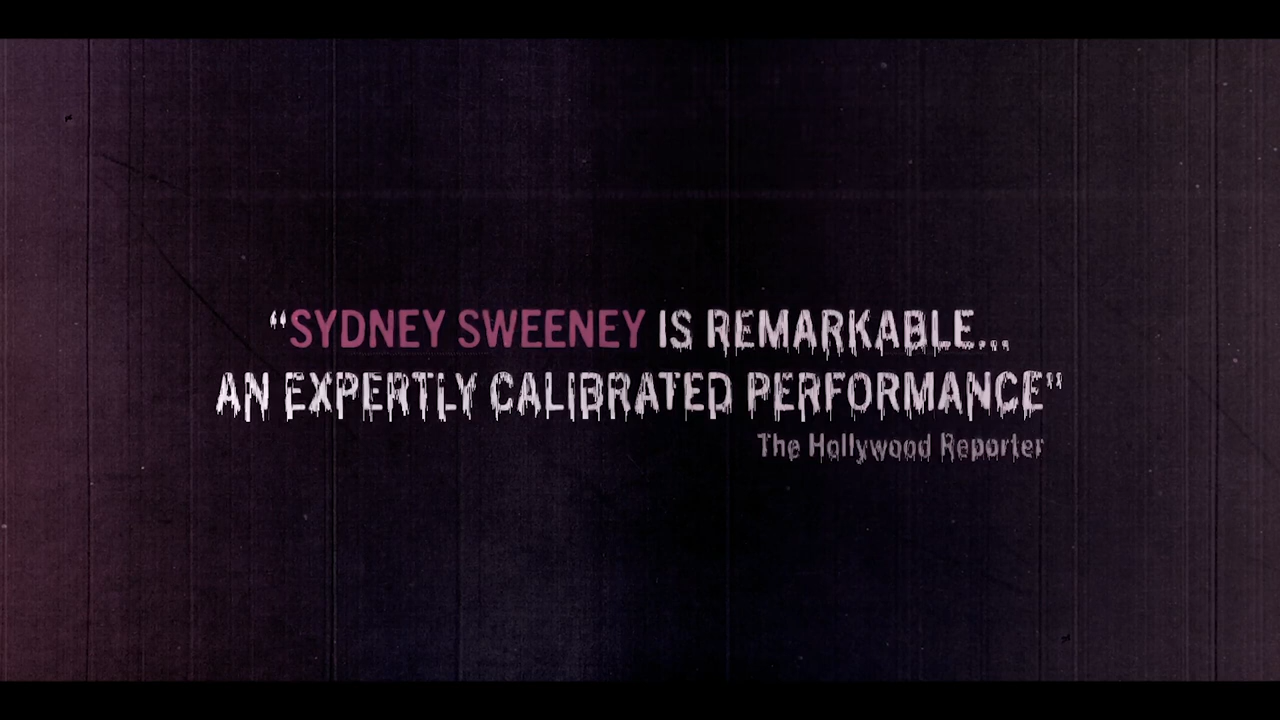 “SYDNEY SWEENEY IS REMARKABLE...
AN EXPERTLY CALIBRATED PERFORMANCE”
The Hollywood Reporter